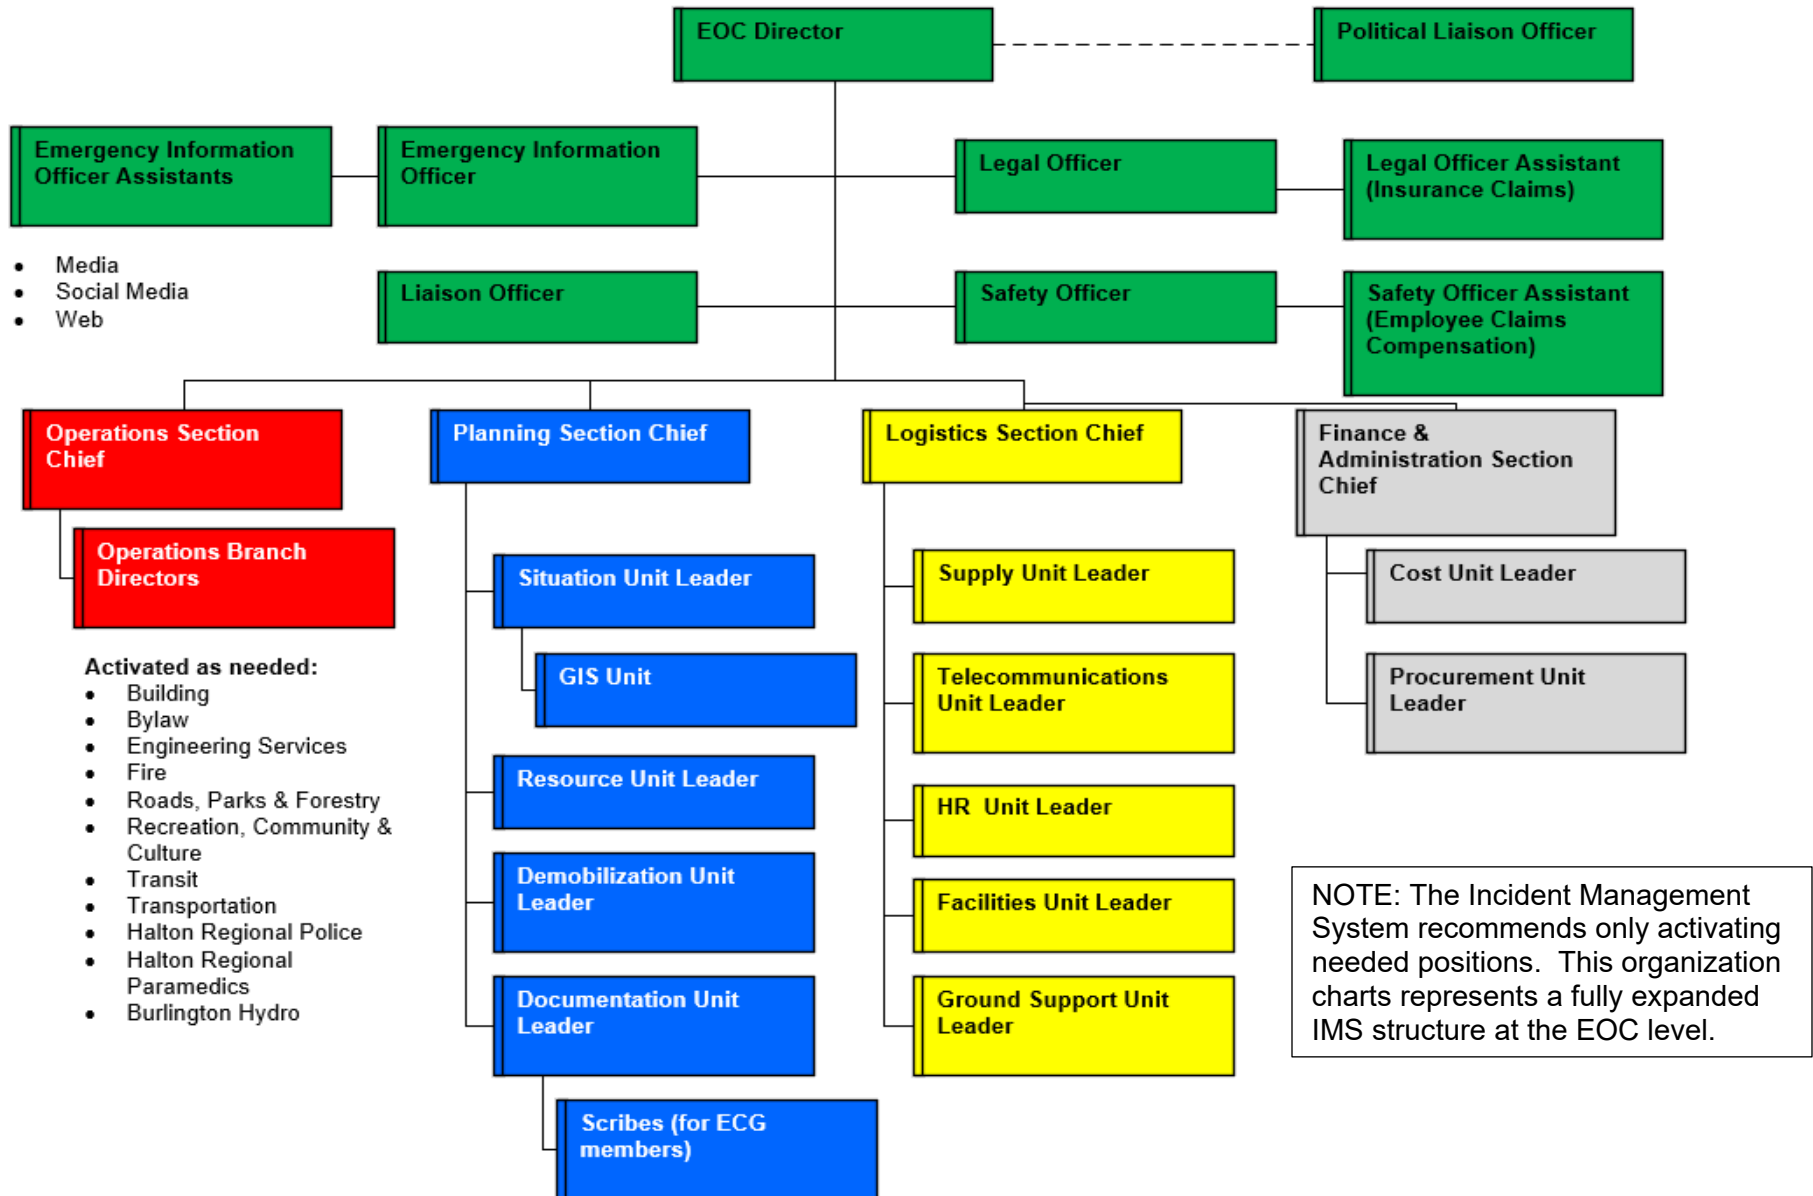 EOC Director
Political Liaison Officer
Emergency Information
Officer Assistants
Emergency Information
Officer
Legal Officer
Legal Officer Assistant
(Insurance Claims)
• Media
• Social Media
• Web
Liaison Officer
Safety Officer
Safety Officer Assistant
(Employee Claims
Compensation)
Operations Section
Chief
Planning Section Chief
Logistics Section Chief
Finance &
Administration Section
Chief
Operations Branch
Directors
Activated as needed:
• Building
• Bylaw
• Engineering Services
• Fire
• Roads, Parks & Forestry
• Recreation, Community &
Culture
• Transit
• Transportation
• Halton Regional Police
• Halton Regional
Paramedics
• Burlington Hydro
Situation Unit Leader
GIS Unit
Resource Unit Leader
Demobilization Unit
Leader
Documentation Unit
Leader
Scribes (for ECG
members)
Supply Unit Leader
Telecommunications
Unit Leader
HR  Unit Leader
Facilities Unit Leader
Ground Support Unit
Leader
Cost Unit Leader
Procurement Unit
Leader
NOTE: The Incident Management
System recommends only activating
needed positions.  This organization
charts represents a fully expanded
IMS structure at the EOC level.